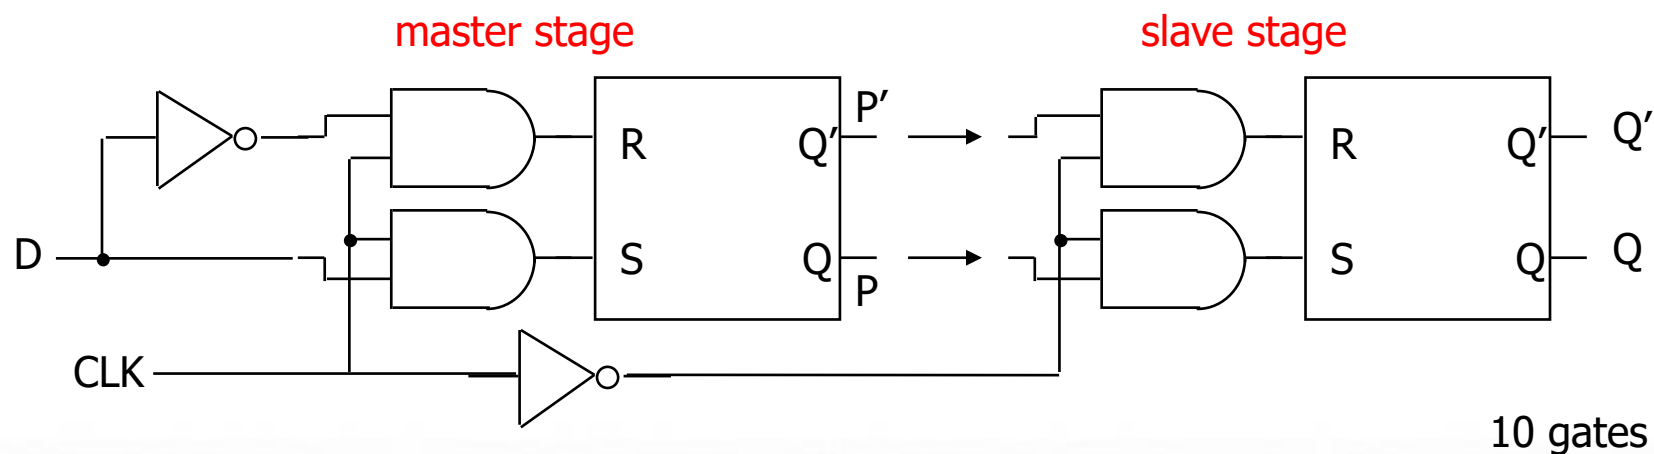 master stage
slave stage
P’
Q’
R
Q’
R
Q’
D
S
Q
S
Q
Q
P
CLK
10 gates